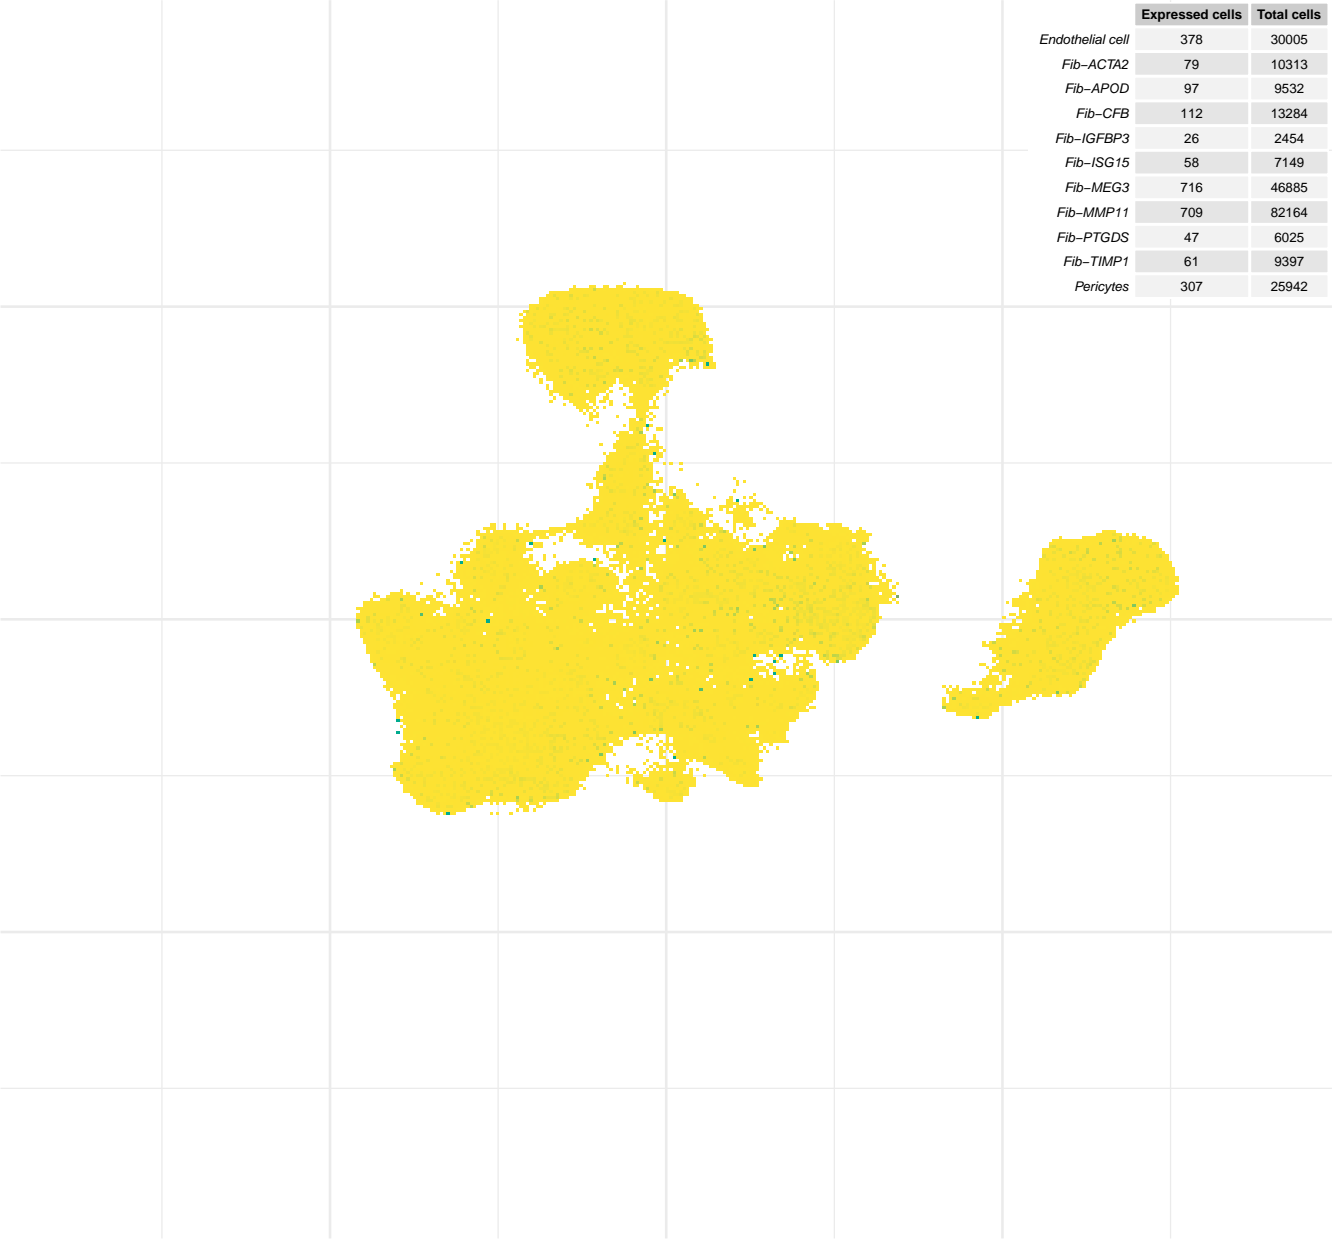 Expressed cells Total cells
Endothelial cell 378 30005
Fib−ACTA2 79 10313
Fib−APOD 97 9532
Fib−CFB 112 13284
Fib−IGFBP3 26 2454
Fib−ISG15 58 7149
Fib−MEG3 716 46885
Fib−MMP11 709 82164
Fib−PTGDS 47 6025
Fib−TIMP1 61 9397
Pericytes 307 25942